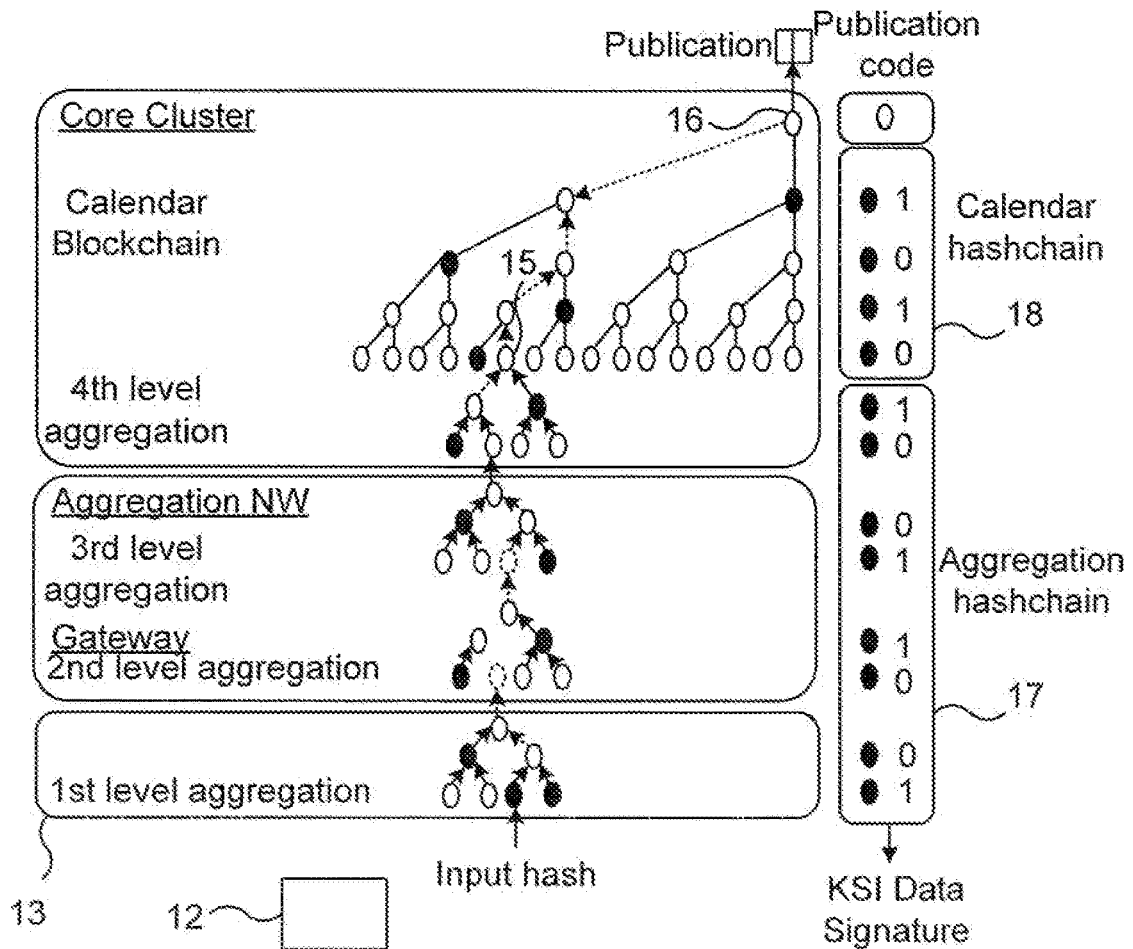 Publication
Publication
code
Core Cluster
16
0
Calendar
Blockchain
1
Calendar
hashchain
0
15
1
18
0
4th level
aggregation
1
0
Aggregation NW
0
3rd level
aggregation
1
Aggregation
hashchain
Gateway
1
2nd level aggregation
0
17
0
1st level aggregation
1
Input hash
13
12
KSI Data
Signature